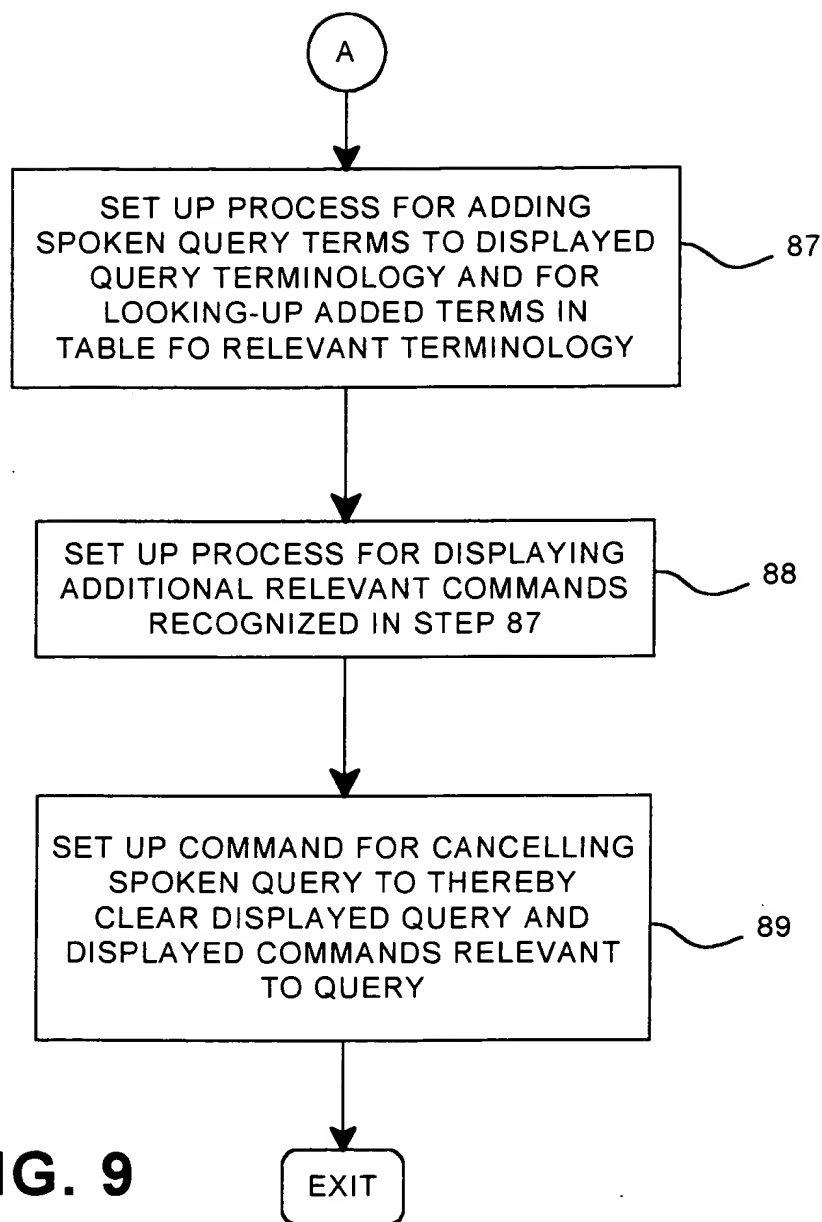 A
SET UP PROCESS FOR ADDING
SPOKEN QUERY TERMS TO DISPLAYED
QUERY TERMINOLOGY AND FOR
LOOKING-UP ADDED TERMS IN
TABLE FO RELEVANT TERMINOLOGY
87
SET UP PROCESS FOR DISPLAYING
ADDITIONAL RELEVANT COMMANDS
RECOGNIZED IN STEP 87
88
SET UP COMMAND FOR CANCELLING
SPOKEN QUERY TO THEREBY
CLEAR DISPLAYED QUERY AND
DISPLAYED COMMANDS RELEVANT
TO QUERY
89
IG. 9
EXIT